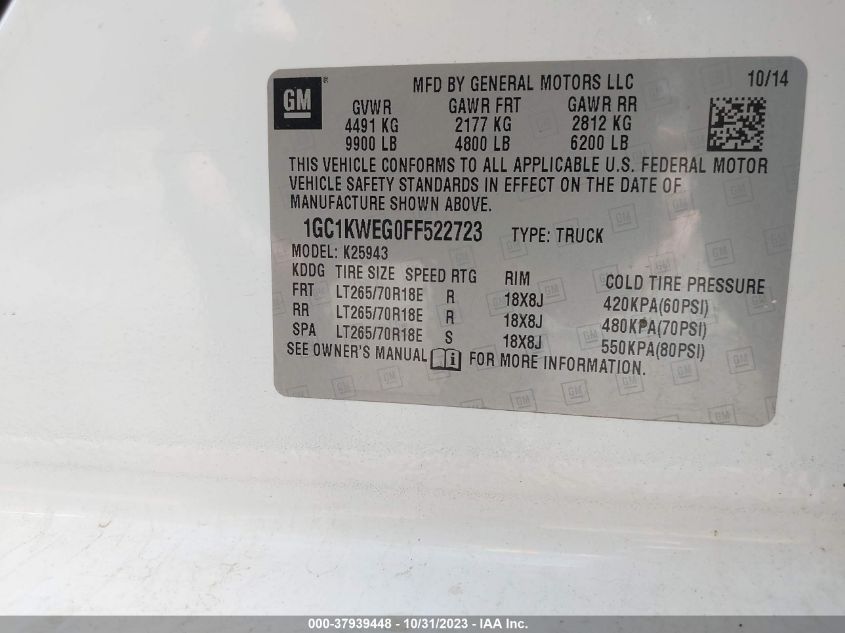 GM ®
MFD BY GENERAL MOTORS LLC 10/14
GVWR GAWR FRT GAWR RR
4491 KG 2177 KG 2812 KG
9900 LB 4800 LB 6200 LB
THIS VEHICLE CONFORMS TO ALL APPLICABLE U.S. FEDERAL MOTOR
VEHICLE SAFETY STANDARDS IN EFFECT ON THE DATE OF
MANUFACTURE SHOWN ABOVE.
1GC1KWEG0FF522723 TYPE: TRUCK
MODEL: K25943
KDDG TIRE SIZE SPEED RTG RIM COLD TIRE PRESSURE
FRT LT265/70R18E R 18X8J 420KPA(60PSI)
RR LT265/70R18E R 18X8J 480KPA(70PSI)
SPA LT265/70R18E S 18X8J 550KPA(80PSI)
SEE OWNER'S MANUAL i FOR MORE INFORMATION.
000-37939448 - 10/31/2023 - IAA Inc.